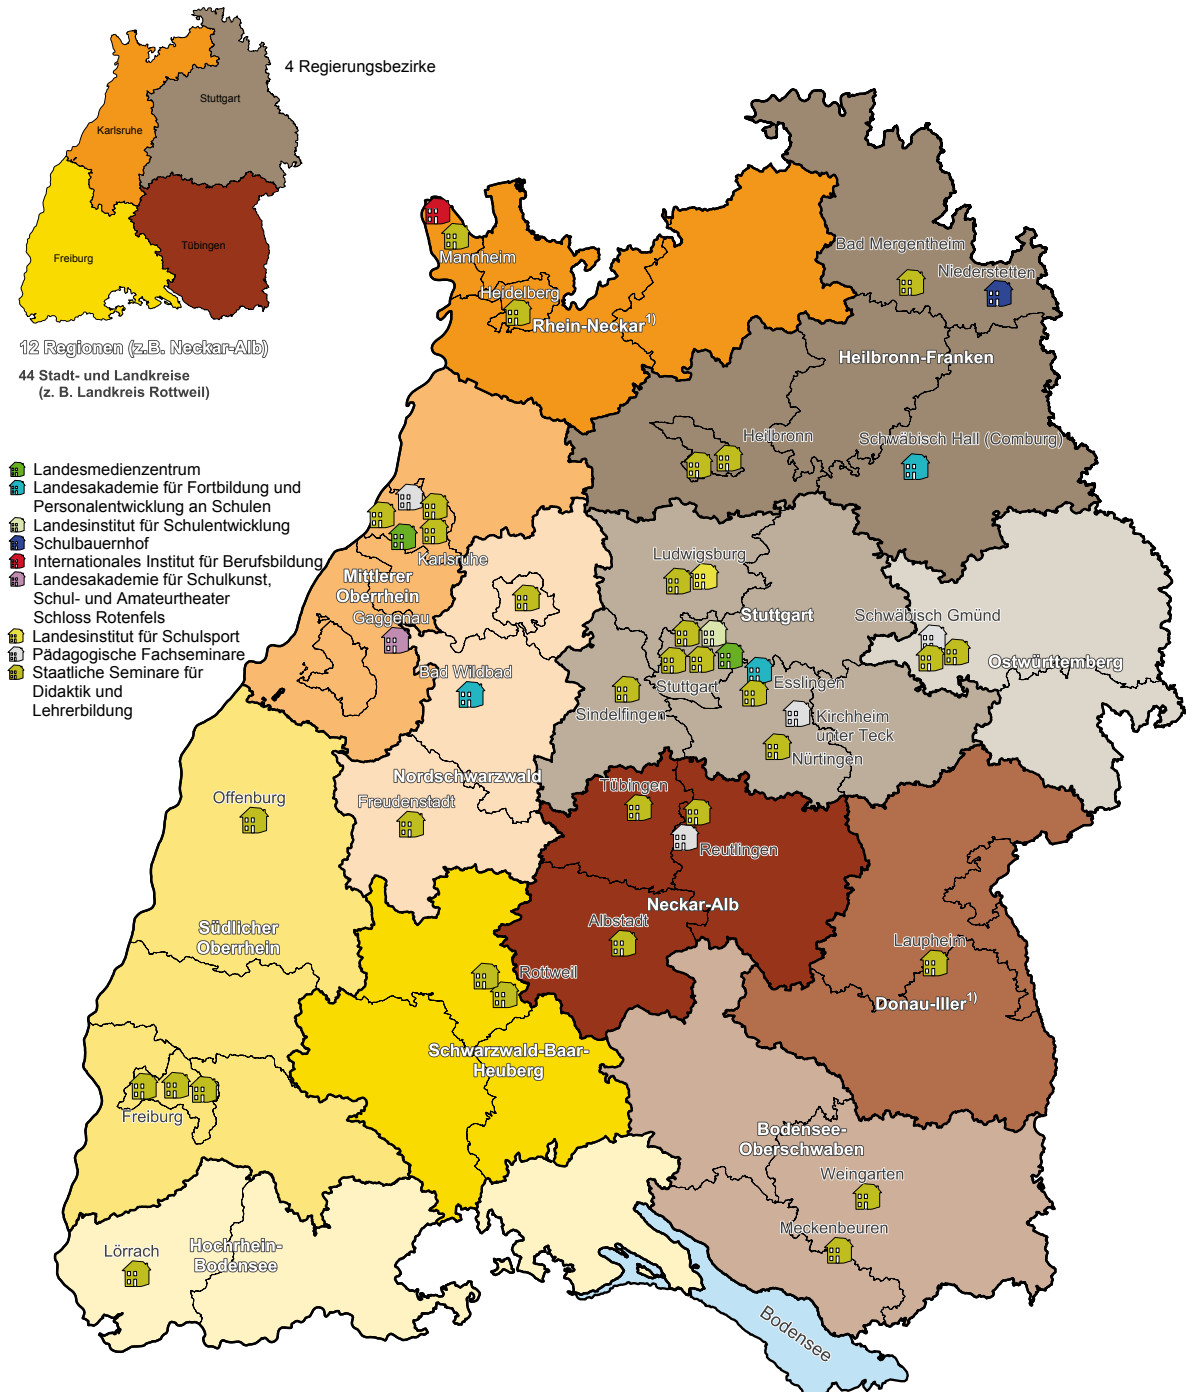 4 Regierungsbezirke
Stuttgart
Karlsruhe
Tübingen
Freiburg
12 Regionen (z.B. Neckar-Alb)
44 Stadt- und Landkreise
(z. B. Landkreis Rottweil)
Landesmedienzentrum
Landesakademie für Fortbildung und
Personalentwicklung an Schulen
Landesinstitut für Schulentwicklung
Schulbauernhof
Internationales Institut für Berufsbildung
Landesakademie für Schulkunst,
Schul- und Amateurtheater
Schloss Rotenfels
Landesinstitut für Schulsport
Pädagogische Fachseminare
Staatliche Seminare für
Didaktik und
Lehrerbildung
Bad Mergentheim
Niederstetten
Mannheim
Heidelberg
Rhein-Neckar1)
Heilbronn-Franken
Heilbronn
Schwäbisch Hall (Comburg)
Karlsruhe
Ludwigsburg
Mittlerer
Oberrhein
Gaggenau
Stuttgart
Schwäbisch Gmünd
Ostwürttemberg
Bad Wildbad
Stuttgart
Esslingen
Sindelfingen
Kirchheim
unter Teck
Nürtingen
Nordschwarzwald
Freudenstadt
Tübingen
Offenburg
Reutlingen
Neckar-Alb
Albstadt
Südlicher
Oberrhein
Laupheim
Rottweil
Donau-Iller1)
Schwarzwald-Baar-
Heuberg
Freiburg
Bodensee-
Oberschwaben
Weingarten
Meckenbeuren
Lörrach
Hochrhein-
Bodensee
Bodensee